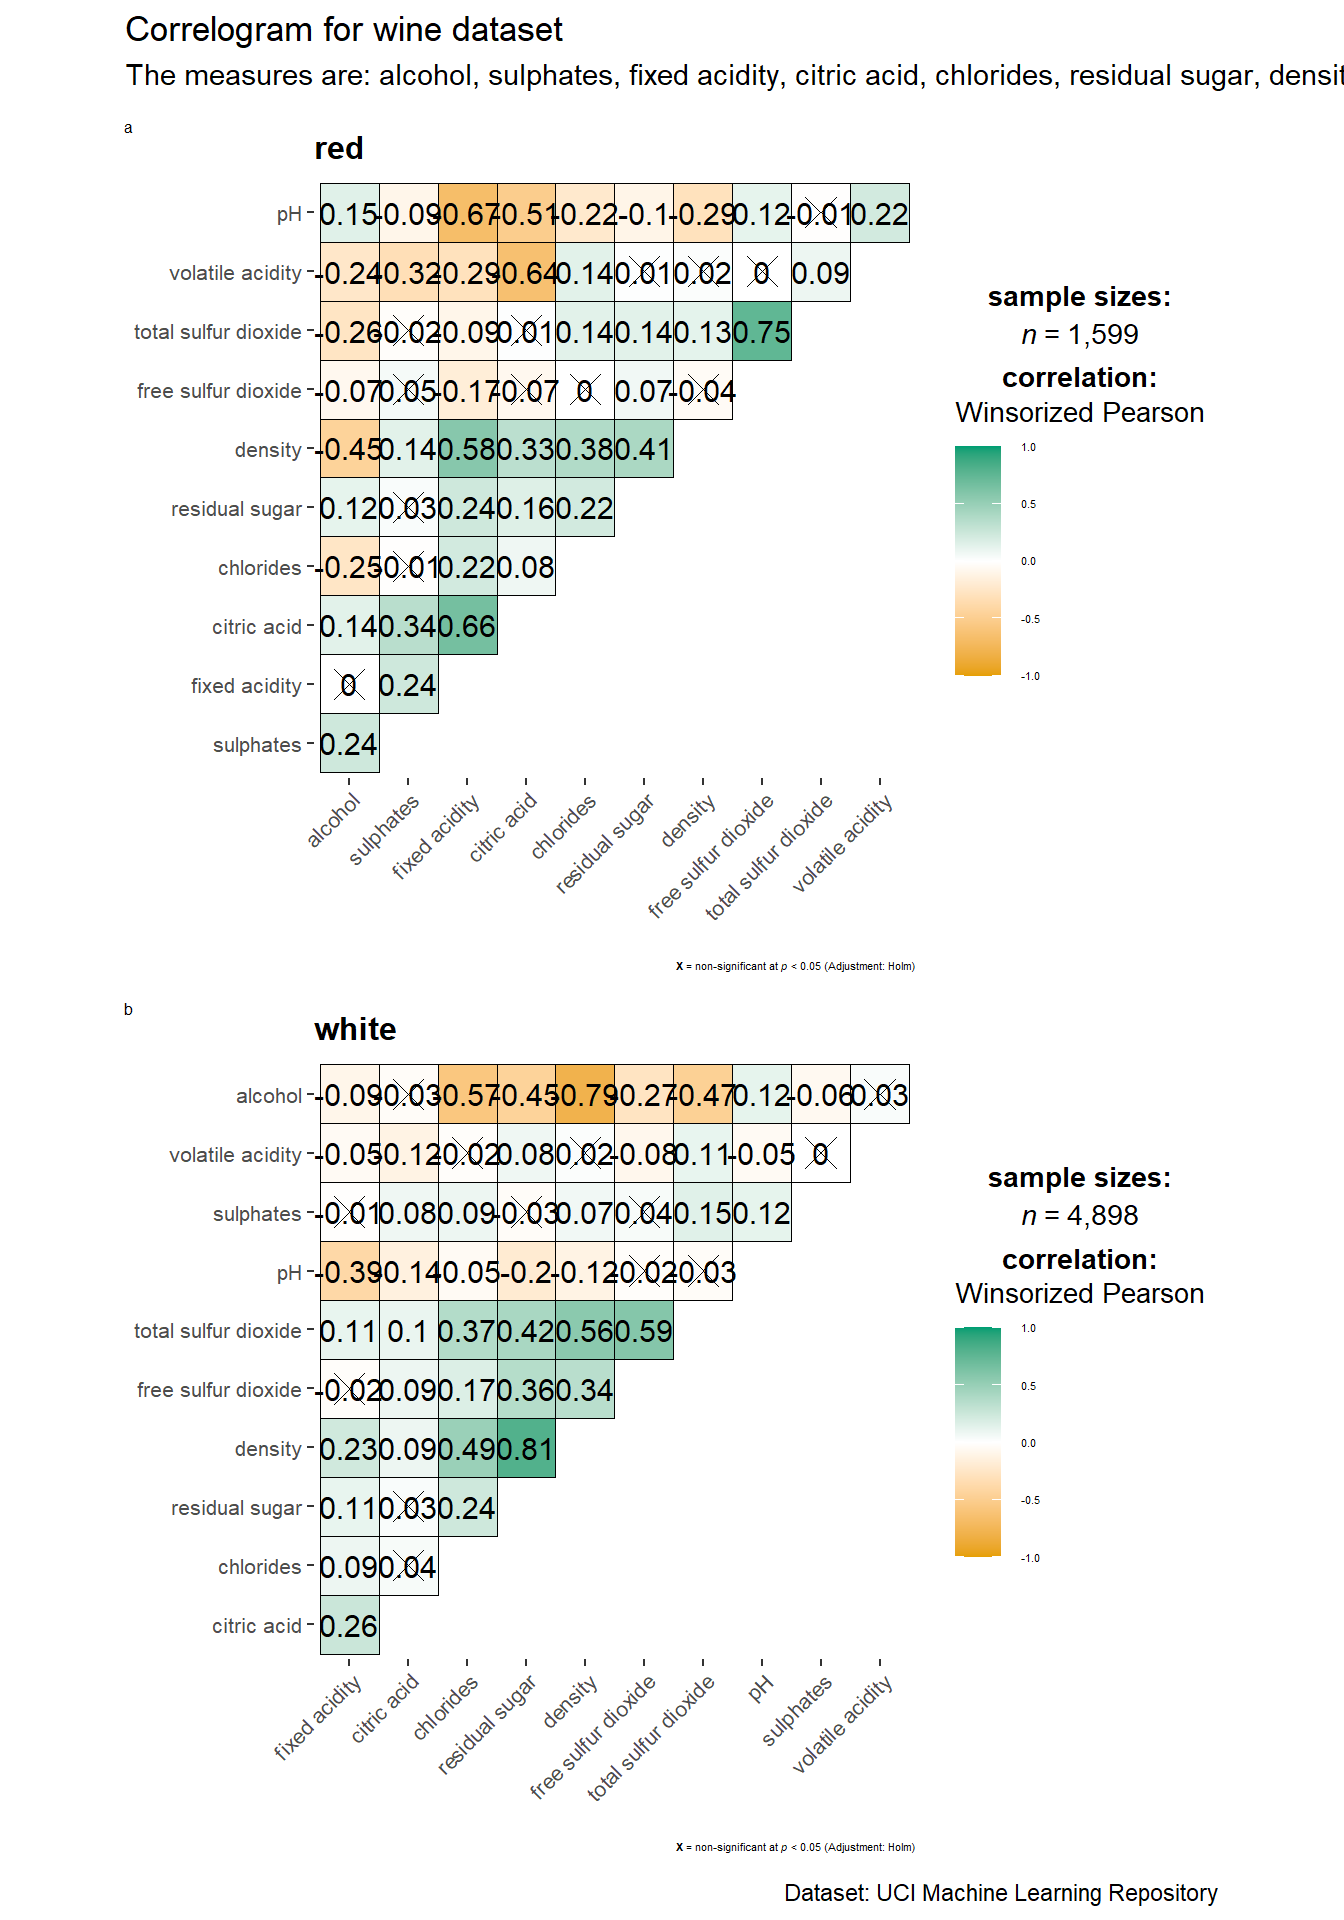 Correlogram for wine dataset
The measures are: alcohol, sulphates, fixed acidity, citric acid, chlorides, residual sugar, densit
a
red
pH 0.15 -0.09 -0.67 -0.51 -0.22 -0.1 -0.29 0.12 -0.01 0.22
volatile acidity -0.24 -0.32 -0.29 -0.64 0.14 0.01 0.02 0 0.09
total sulfur dioxide -0.26 -0.02 -0.09 0.01 0.14 0.14 0.13 0.75
free sulfur dioxide -0.07 0.05 -0.17 -0.07 0 0.07 -0.04
density -0.45 0.14 0.58 0.33 0.38 0.41
residual sugar 0.12 0.03 0.24 0.16 0.22
chlorides -0.25 -0.01 0.22 0.08
citric acid 0.14 0.34 0.66
fixed acidity 0 0.24
sulphates 0.24
alcohol sulphates fixed acidity citric acid chlorides residual sugar density free sulfur dioxide total sulfur dioxide volatile acidity
sample sizes:
n = 1,599
correlation:
Winsorized Pearson
1.0
0.5
0.0
-0.5
-1.0
X = non-significant at p < 0.05 (Adjustment: Holm)
b
white
alcohol -0.09 -0.03 -0.57 -0.45 -0.79 -0.27 -0.47 0.12 -0.06 0.03
volatile acidity -0.05 -0.12 -0.02 0.08 0.02 -0.08 0.11 -0.05 0
sulphates -0.01 0.08 0.09 -0.03 0.07 0.04 0.15 0.12
pH -0.39 -0.14 -0.05 -0.2 -0.12 -0.02 -0.03
total sulfur dioxide 0.11 0.1 0.37 0.42 0.56 0.59
free sulfur dioxide -0.02 0.09 0.17 0.36 0.34
density 0.23 0.09 0.49 0.81
residual sugar 0.11 0.03 0.24
chlorides 0.09 0.04
citric acid 0.26
fixed acidity citric acid chlorides residual sugar density free sulfur dioxide total sulfur dioxide pH sulphates volatile acidity
sample sizes:
n = 4,898
correlation:
Winsorized Pearson
1.0
0.5
0.0
-0.5
-1.0
X = non-significant at p < 0.05 (Adjustment: Holm)
Dataset: UCI Machine Learning Repository